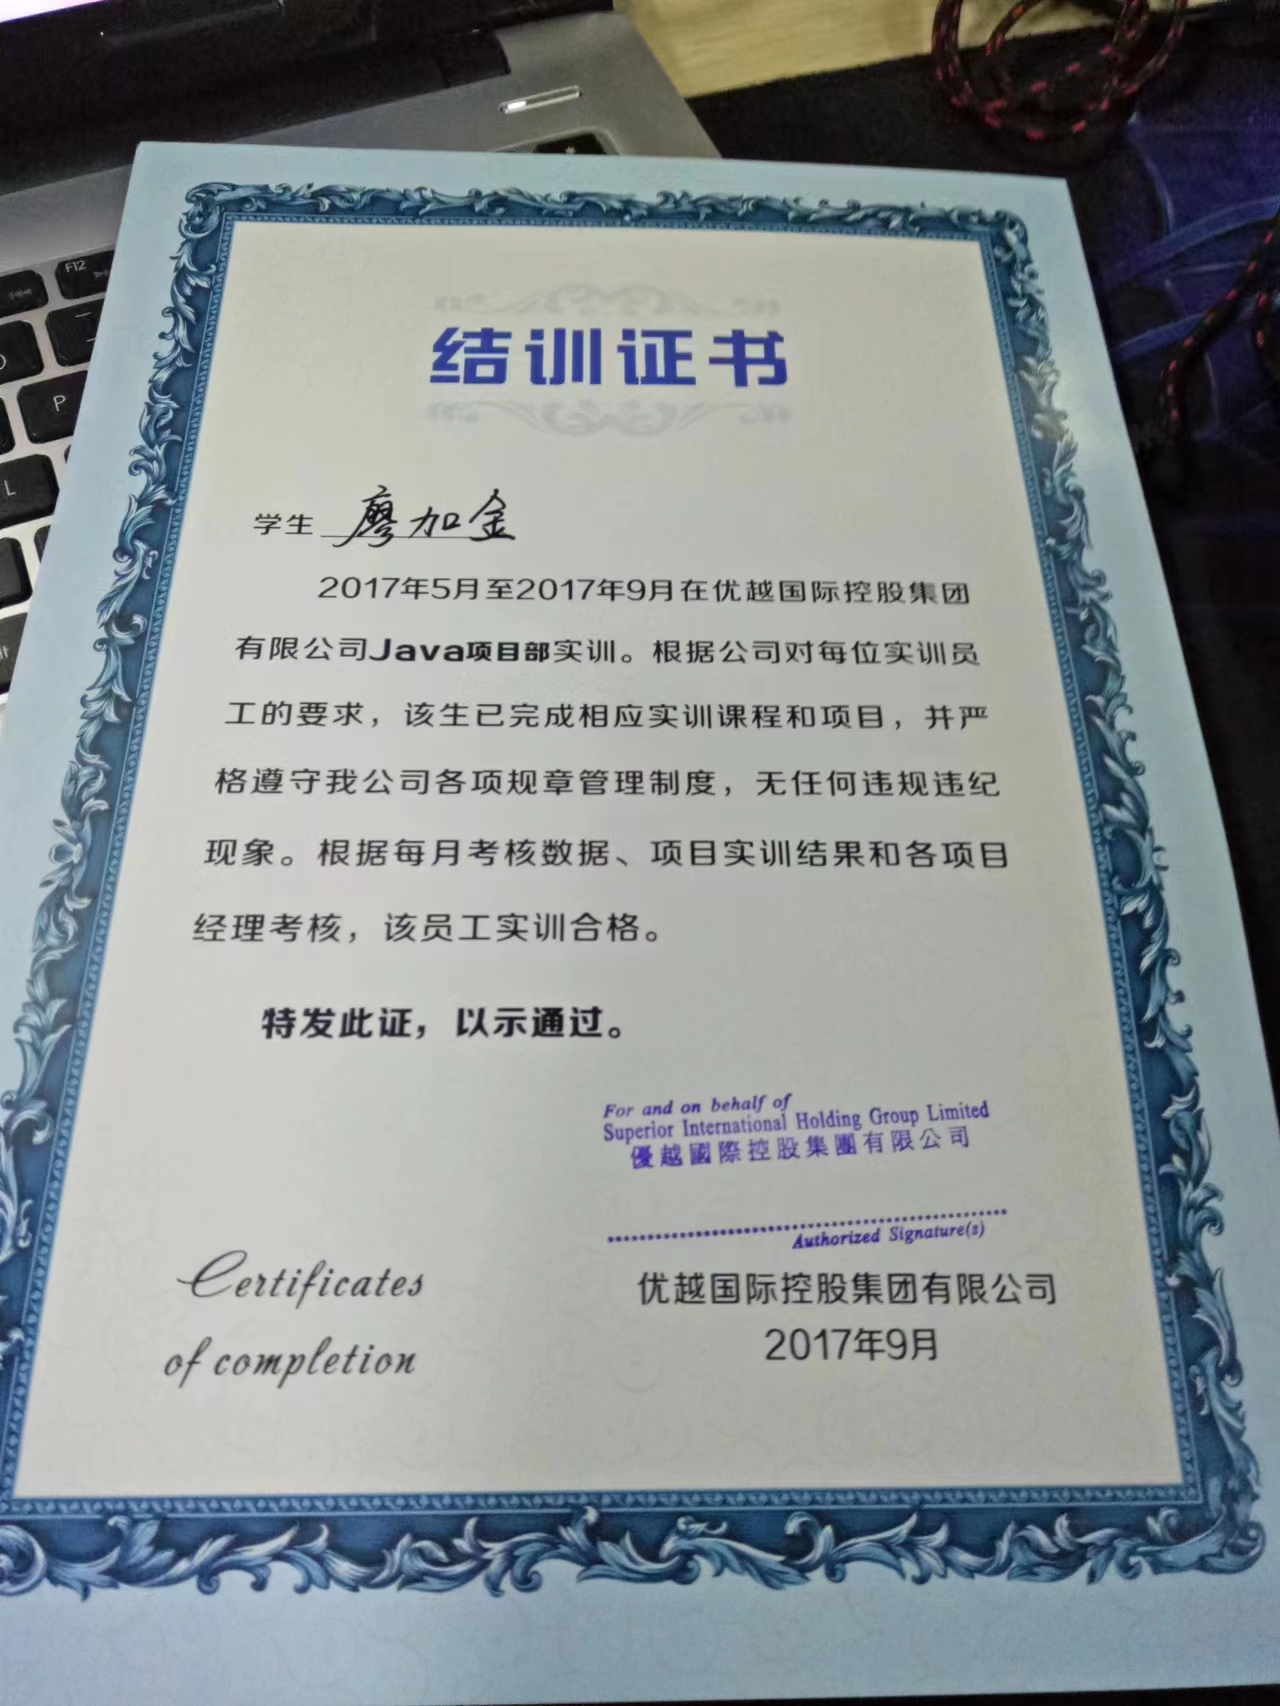 结训证书
学生 廖加金
2017年5月至2017年9月在优越国际控股集团
有限公司Java项目部实训。根据公司对每位实训员
工的要求，该生已完成相应实训课程和项目，并严
格遵守我公司各项规章管理制度，无任何违规违纪
现象。根据每月考核数据、项目实训结果和各项目
经理考核，该员工实训合格。
特发此证，以示通过。
For and on behalf of
Superior International Holding Group Limited
優越國際控股集團有限公司
Authorized Signature(s)
优越国际控股集团有限公司
2017年9月
Certificates
of completion
F12
P
L